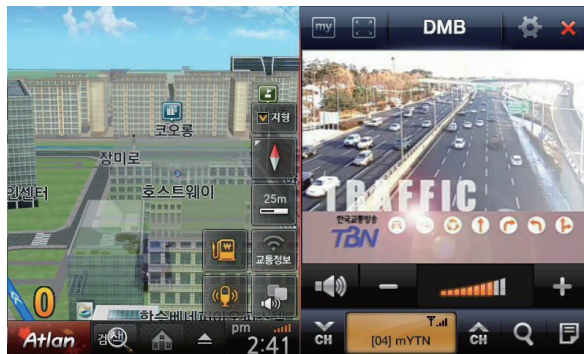 코오롱
지형
장미로
인센터
호스트웨이
25m
교통정보
0
Atlan
검색
pm
2:41
my
DMB
TRAFFIC
한국교통방송
TBN
CH
[04] mYTN
CH